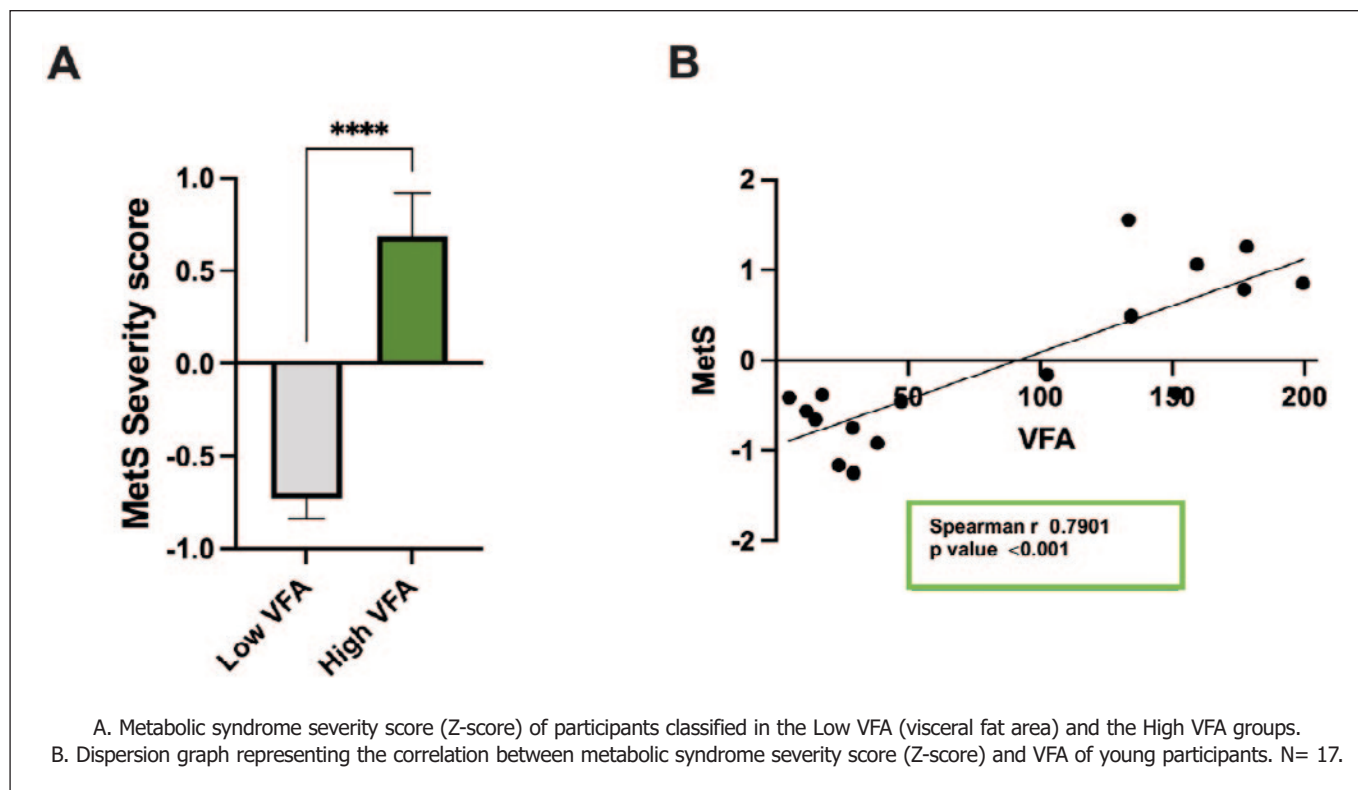 A
****
MetS Severity score
1.0
0.5
0.0
-0.5
-1.0
Low VFA
High VFA
B
MetS
2
1
0
-1
-2
50
100
150
200
VFA
Spearman r 0.7901
p value <0.001
A. Metabolic syndrome severity score (Z-score) of participants classified in the Low VFA (visceral fat area) and the High VFA groups.
B. Dispersion graph representing the correlation between metabolic syndrome severity score (Z-score) and VFA of young participants. N= 17.